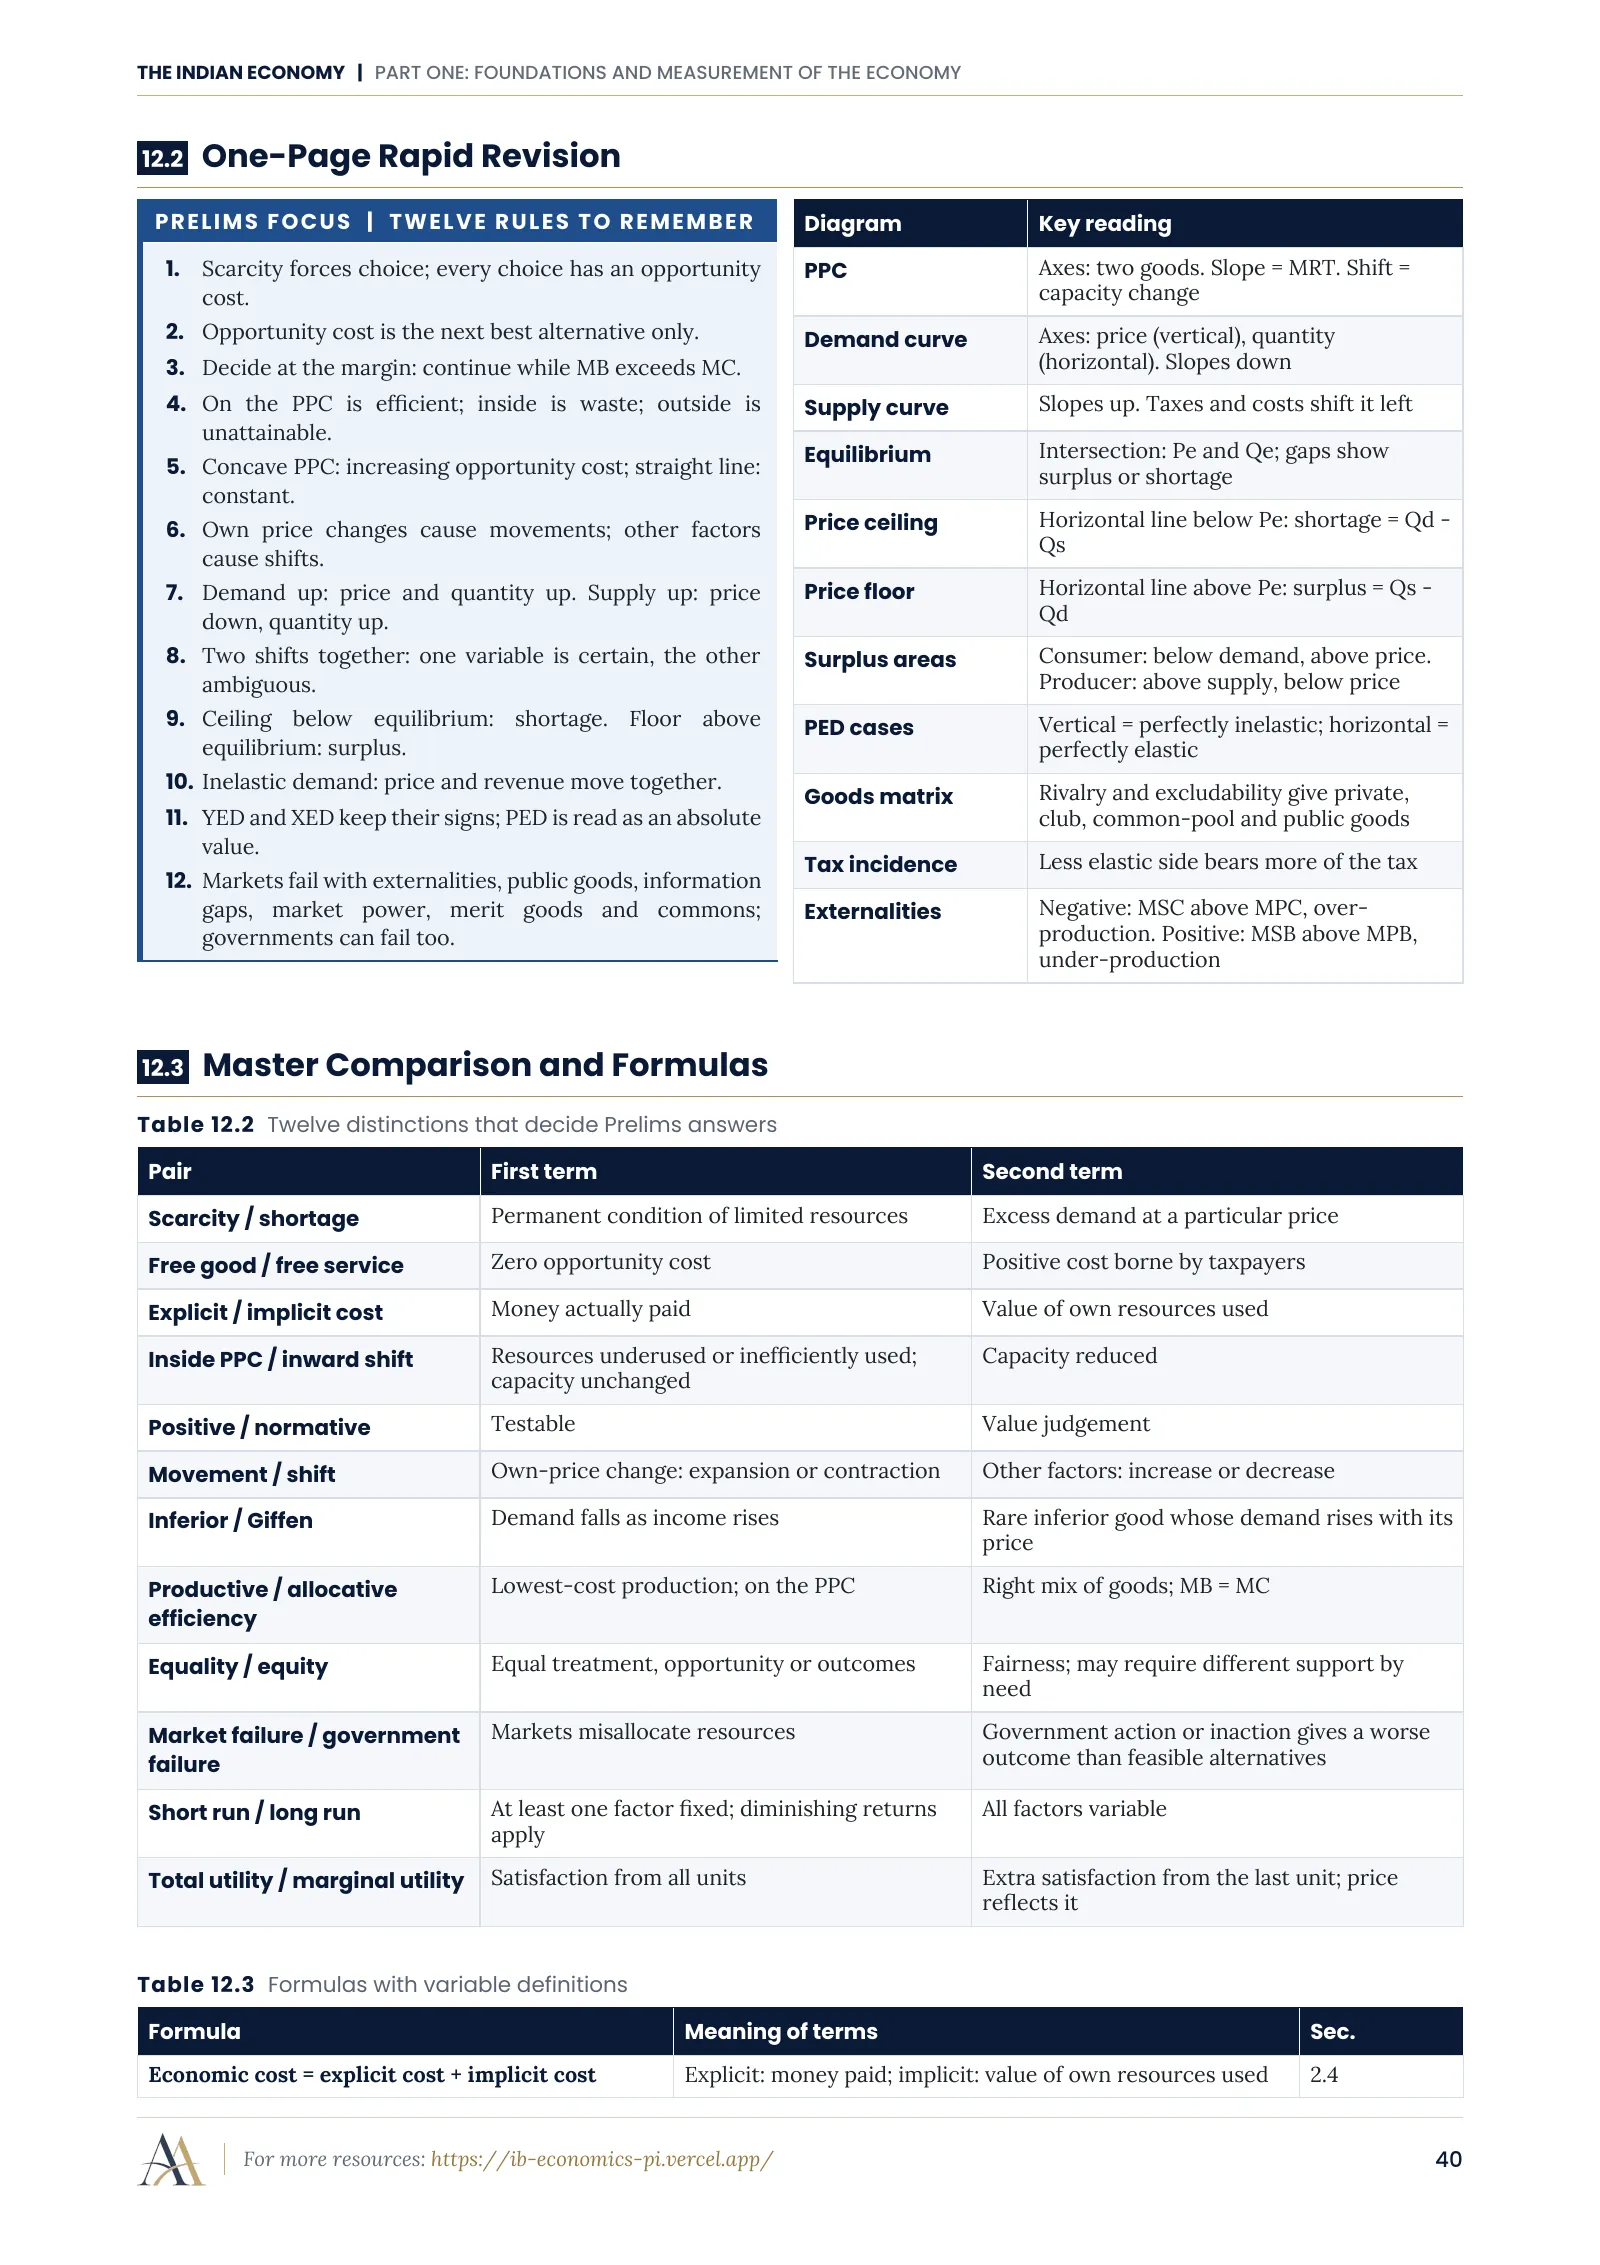 THE INDIAN ECONOMY | PART ONE: FOUNDATIONS AND MEASUREMENT OF THE ECONOMY
12.2 One-Page Rapid Revision
PRELIMS FOCUS | TWELVE RULES TO REMEMBER
1. Scarcity forces choice; every choice has an opportunity
cost.
2. Opportunity cost is the next best alternative only.
3. Decide at the margin: continue while MB exceeds MC.
4. On the PPC is efficient; inside is waste; outside is
unattainable.
5. Concave PPC: increasing opportunity cost; straight line:
constant.
6. Own price changes cause movements; other factors
cause shifts.
7. Demand up: price and quantity up. Supply up: price
down, quantity up.
8. Two shifts together: one variable is certain, the other
ambiguous.
9. Ceiling below equilibrium: shortage. Floor above
equilibrium: surplus.
10. Inelastic demand: price and revenue move together.
11. YED and XED keep their signs; PED is read as an absolute
value.
12. Markets fail with externalities, public goods, information
gaps, market power, merit goods and commons;
governments can fail too.
Diagram Key reading
PPC Axes: two goods. Slope = MRT. Shift =
capacity change
Demand curve Axes: price (vertical), quantity
(horizontal). Slopes down
Supply curve Slopes up. Taxes and costs shift it left
Equilibrium Intersection: Pe and Qe; gaps show
surplus or shortage
Price ceiling Horizontal line below Pe: shortage = Qd -
Qs
Price floor Horizontal line above Pe: surplus = Qs -
Qd
Surplus areas Consumer: below demand, above price.
Producer: above supply, below price
PED cases Vertical = perfectly inelastic; horizontal =
perfectly elastic
Goods matrix Rivalry and excludability give private,
club, common-pool and public goods
Tax incidence Less elastic side bears more of the tax
Externalities Negative: MSC above MPC, over-
production. Positive: MSB above MPB,
under-production
12.3 Master Comparison and Formulas
Table 12.2 Twelve distinctions that decide Prelims answers
Pair First term Second term
Scarcity / shortage Permanent condition of limited resources Excess demand at a particular price
Free good / free service Zero opportunity cost Positive cost borne by taxpayers
Explicit / implicit cost Money actually paid Value of own resources used
Inside PPC / inward shift Resources underused or inefficiently used; Capacity reduced
capacity unchanged
Positive / normative Testable Value judgement
Movement / shift Own-price change: expansion or contraction Other factors: increase or decrease
Inferior / Giffen Demand falls as income rises Rare inferior good whose demand rises with its
price
Productive / allocative Lowest-cost production; on the PPC Right mix of goods; MB = MC
efficiency
Equality / equity Equal treatment, opportunity or outcomes Fairness; may require different support by
need
Market failure / government Markets misallocate resources Government action or inaction gives a worse
failure outcome than feasible alternatives
Short run / long run At least one factor fixed; diminishing returns All factors variable
apply
Total utility / marginal utility Satisfaction from all units Extra satisfaction from the last unit; price
reflects it
Table 12.3 Formulas with variable definitions
Formula Meaning of terms Sec.
Economic cost = explicit cost + implicit cost Explicit: money paid; implicit: value of own resources used 2.4
For more resources: https://ib-economics-pi.vercel.app/ 40